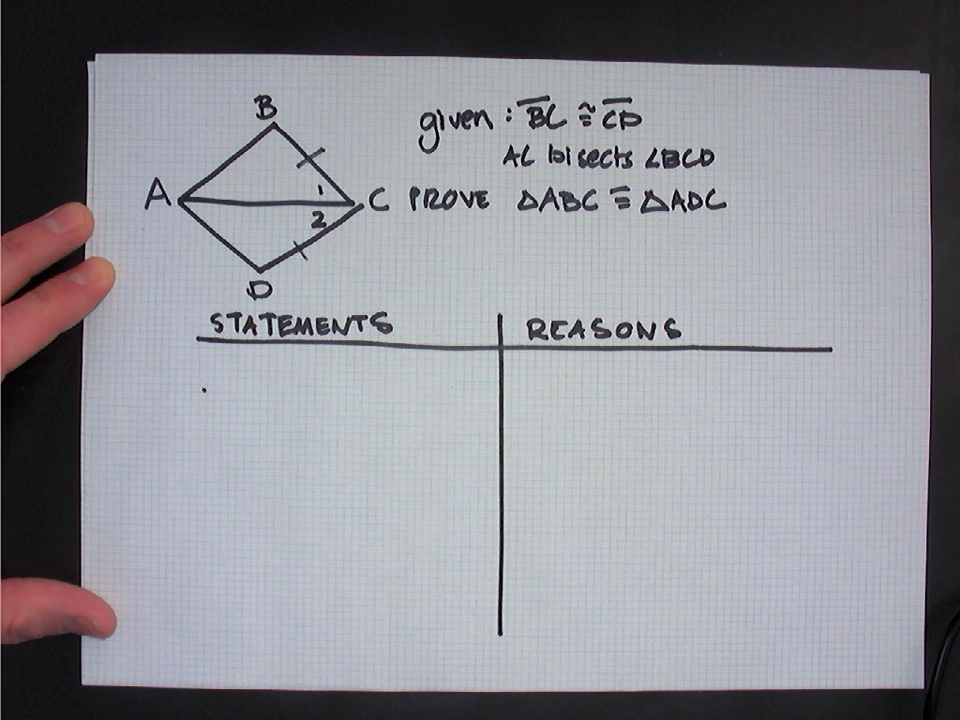 B
given : BC ≅ CD
AC bisects ∠BCD
A
1
C
PROVE △ABC ≅ △ADC
2
D
STATEMENTS
REASONS